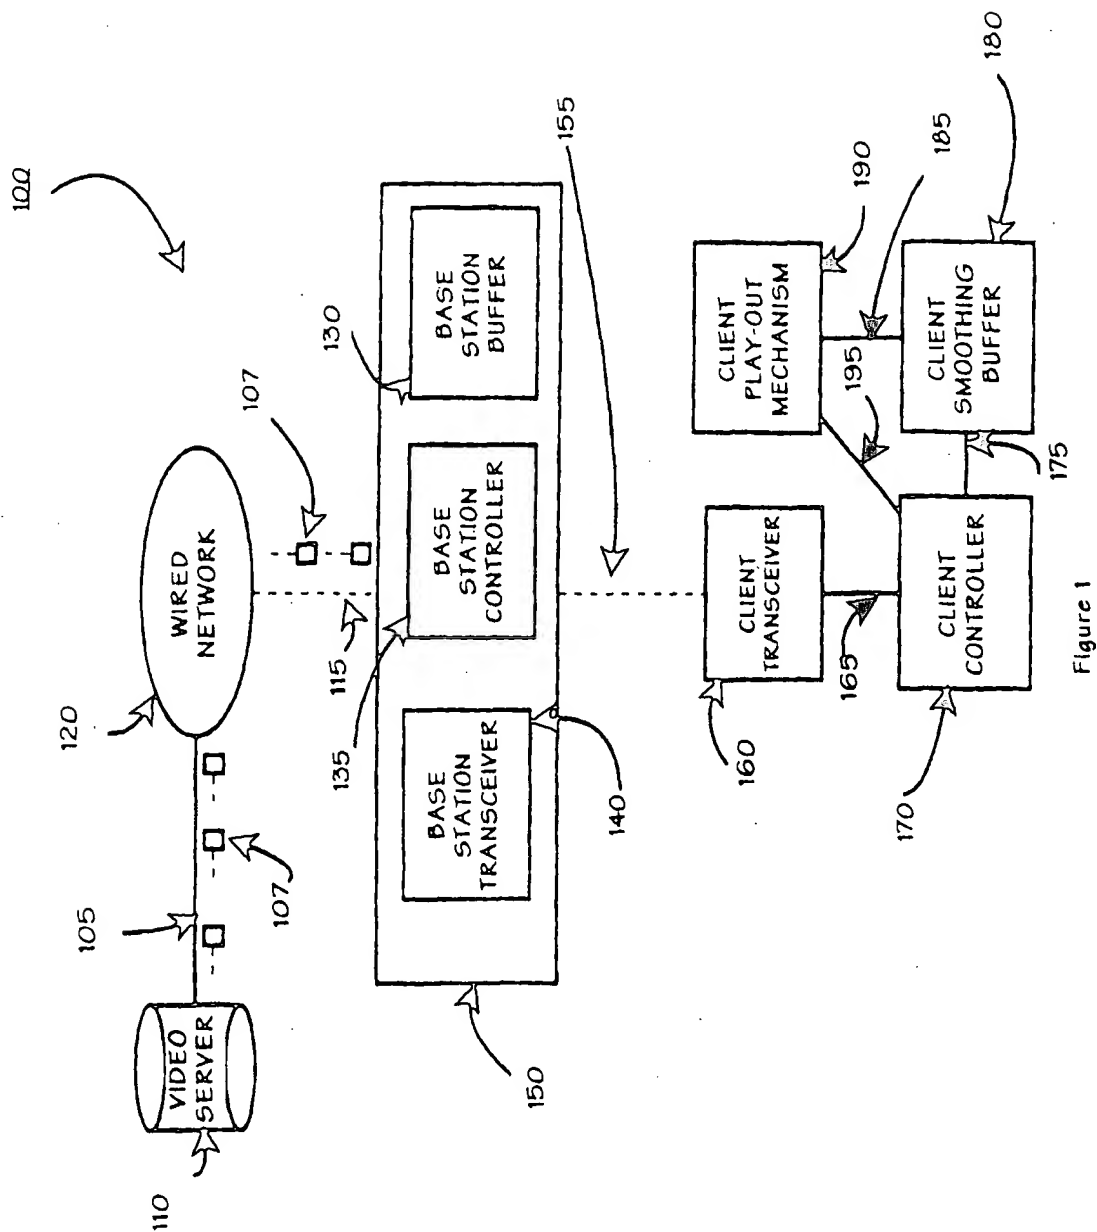 100
VIDEO
SERVER
110
105
107
WIRED
NETWORK
120
107
115
BASE
STATION
TRANSCEIVER
140
BASE
STATION
CONTROLLER
135
BASE
STATION
BUFFER
130
150
155
CLIENT
TRANSCEIVER
160
165
CLIENT
CONTROLLER
170
CLIENT
PLAY-OUT
MECHANISM
190
195
185
CLIENT
SMOOTHING
BUFFER
175
180
Figure 1